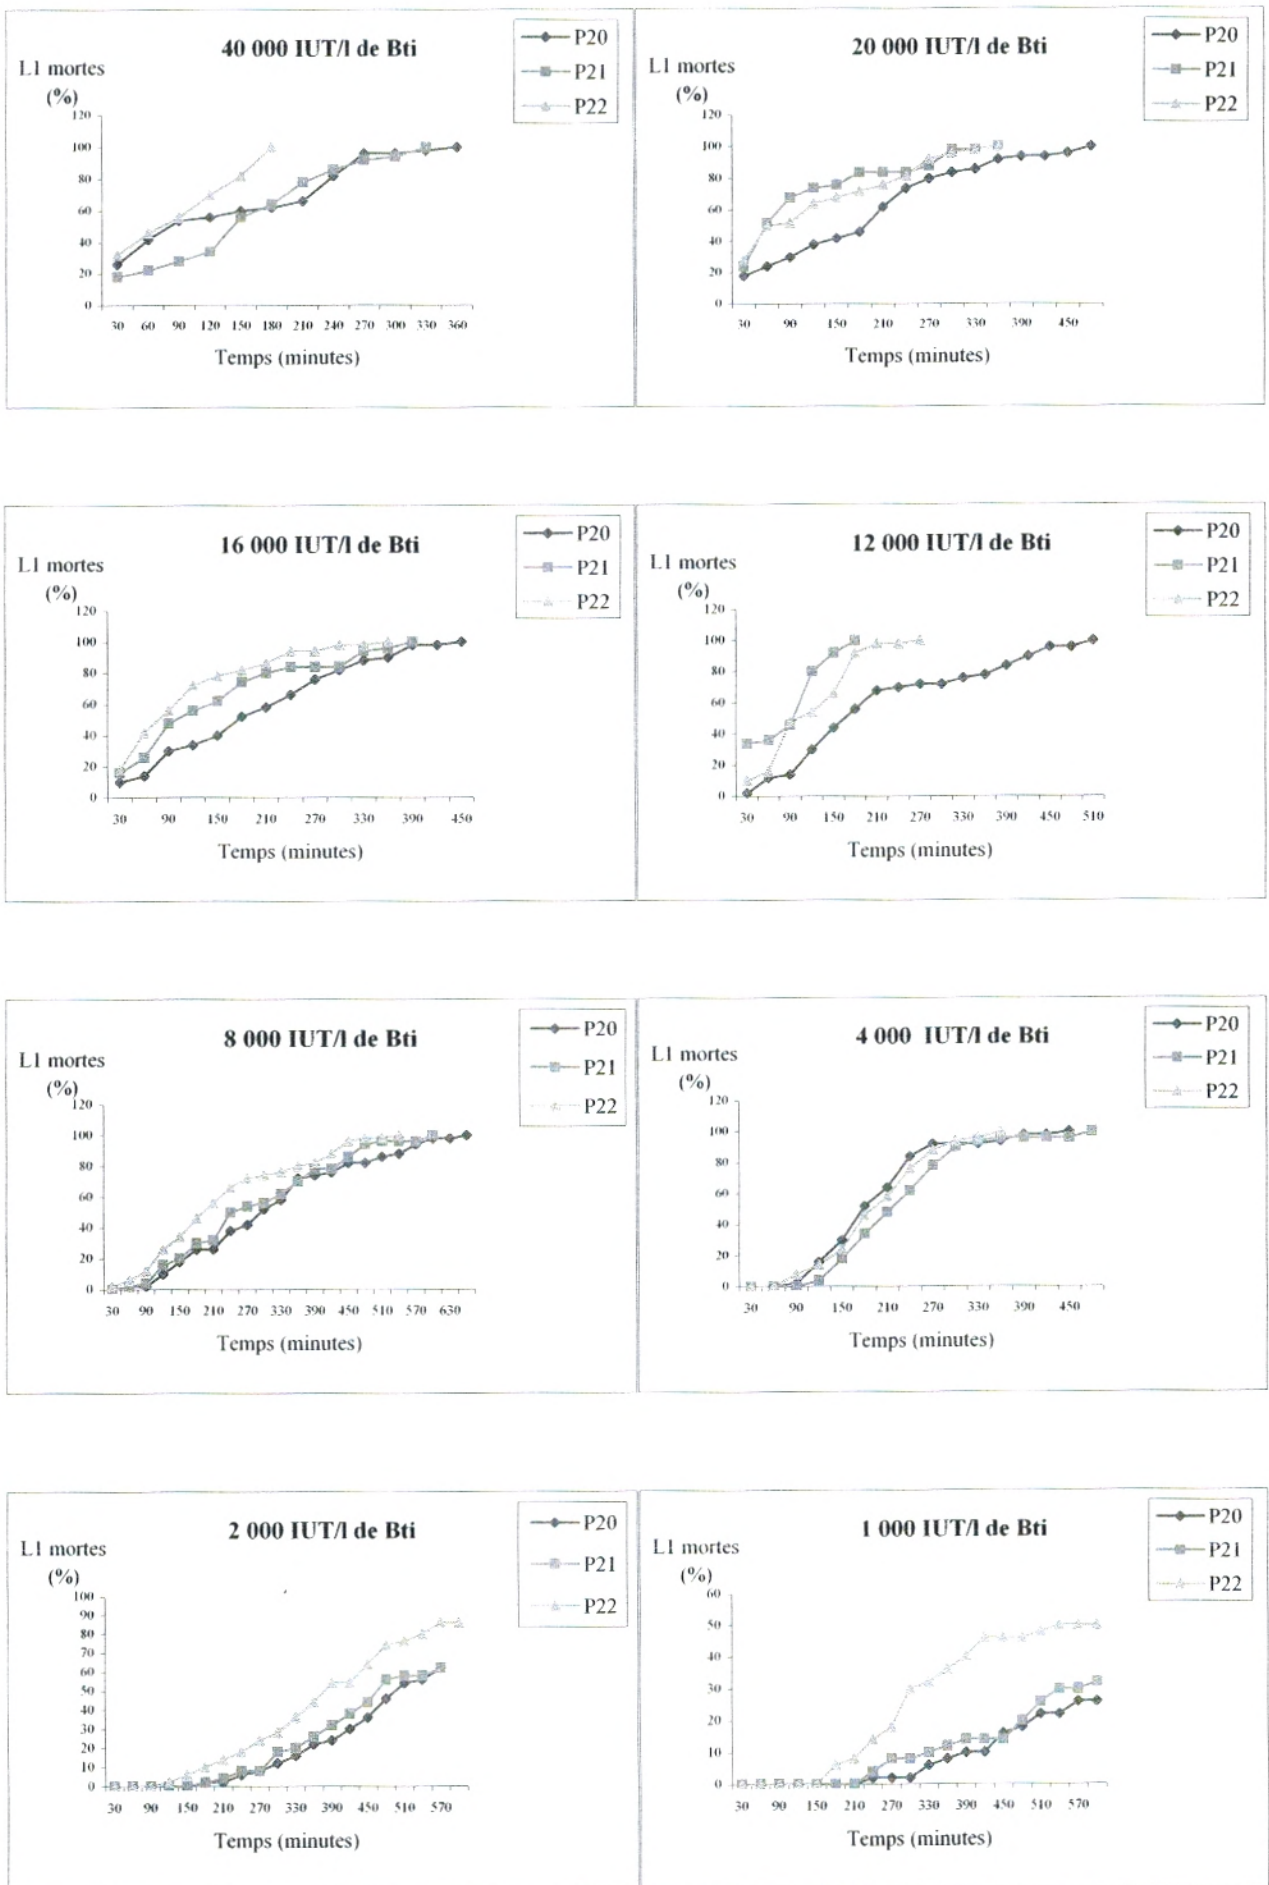 40 000 IUT/l de Bti
L1 mortes
(%)
P20
P21
P22
120
100
80
60
40
20
0
30 60 90 120 150 180 210 240 270 300 330 360
Temps (minutes)
20 000 IUT/l de Bti
L1 mortes
(%)
P20
P21
P22
120
100
80
60
40
20
0
30 90 150 210 270 330 390 450
Temps (minutes)
16 000 IUT/l de Bti
L1 mortes
(%)
P20
P21
P22
120
100
80
60
40
20
0
30 90 150 210 270 330 390 450
Temps (minutes)
12 000 IUT/l de Bti
L1 mortes
(%)
P20
P21
P22
120
100
80
60
40
20
0
30 90 150 210 270 330 390 450 510
Temps (minutes)
8 000 IUT/l de Bti
L1 mortes
(%)
P20
P21
P22
120
100
80
60
40
20
0
30 90 150 210 270 330 390 450 510 570 630
Temps (minutes)
4 000 IUT/l de Bti
L1 mortes
(%)
P20
P21
P22
120
100
80
60
40
20
0
30 90 150 210 270 330 390 450
Temps (minutes)
2 000 IUT/l de Bti
L1 mortes
(%)
P20
P21
P22
100
90
80
70
60
50
40
30
20
10
0
30 90 150 210 270 330 390 450 510 570
Temps (minutes)
1 000 IUT/l de Bti
L1 mortes
(%)
P20
P21
P22
60
50
40
30
20
10
0
30 90 150 210 270 330 390 450 510 570
Temps (minutes)